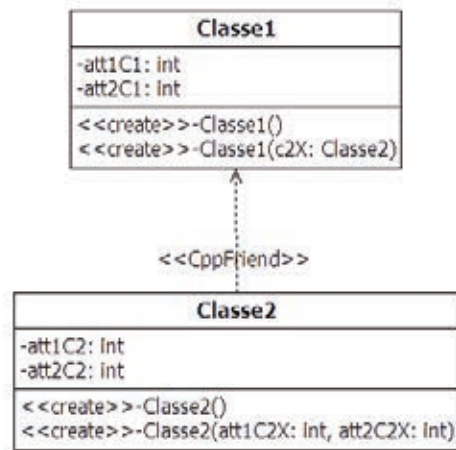 Classe1
-att1C1: int
-att2C1: int
<<create>>-Classe1()
<<create>>-Classe1(c2X: Classe2)
<<CppFriend>>
Classe2
-att1C2: int
-att2C2: int
<<create>>-Classe2()
<<create>>-Classe2(att1C2X: int, att2C2X: int)